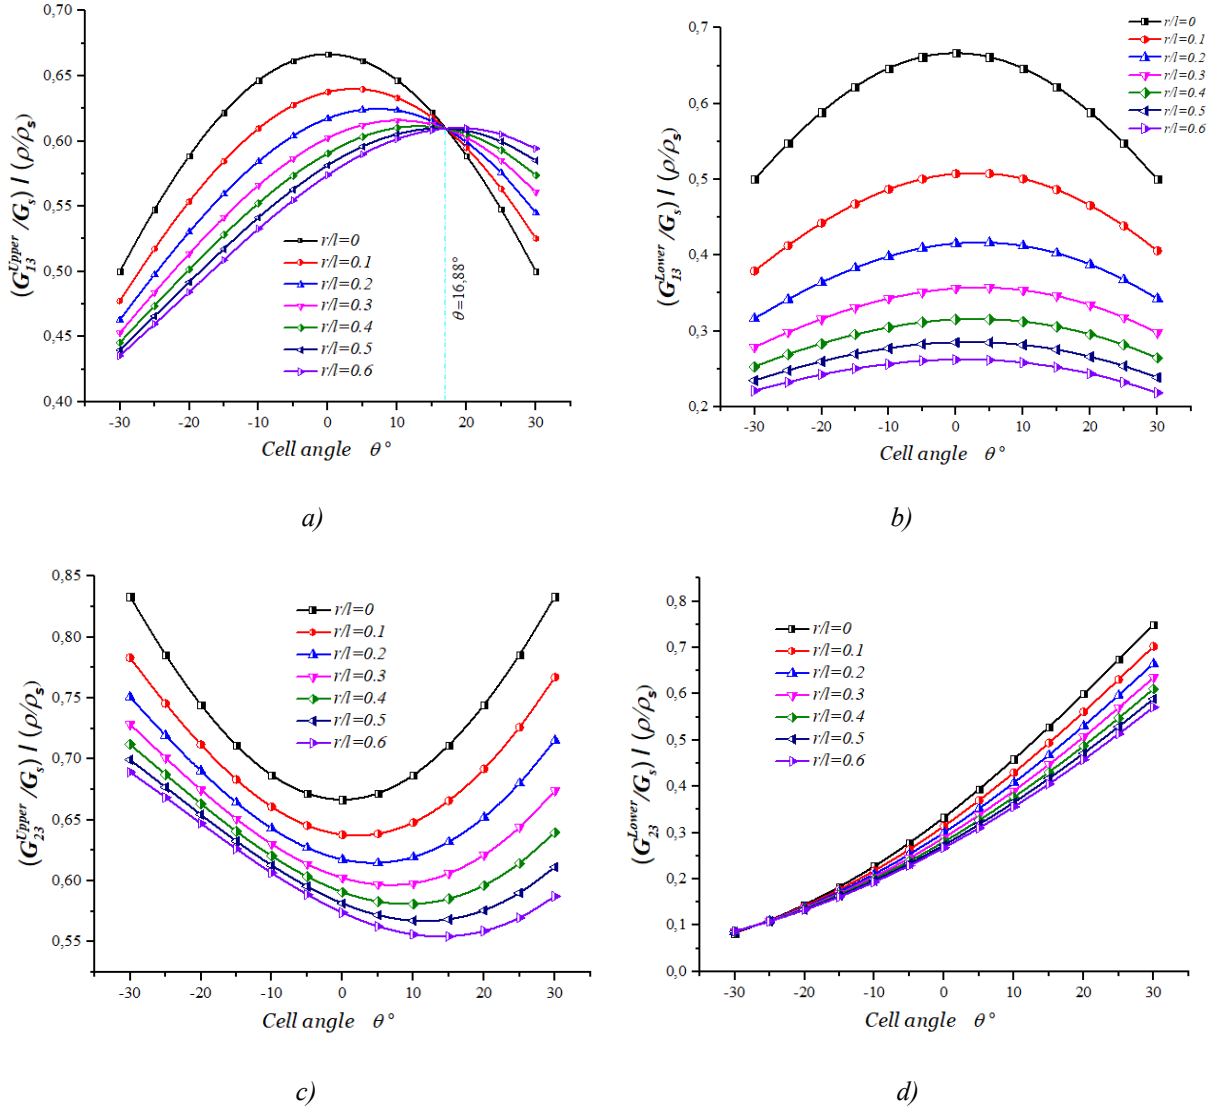 0,70
0,65
0,60
0,55
0,50
0,45
0,40
(G₁₃ᵁᵖᵖᵉʳ/Gₛ) / (ρ/ρₛ)
r/l=0
r/l=0.1
r/l=0.2
r/l=0.3
r/l=0.4
r/l=0.5
r/l=0.6
θ=16,88°
-30 -20 -10 0 10 20 30
Cell angle θ°
a)
0,7
0,6
0,5
0,4
0,3
0,2
(G₁₃ᴸᵒʷᵉʳ/Gₛ) / (ρ/ρₛ)
r/l=0
r/l=0.1
r/l=0.2
r/l=0.3
r/l=0.4
r/l=0.5
r/l=0.6
-30 -20 -10 0 10 20 30
Cell angle θ°
b)
0,85
0,80
0,75
0,70
0,65
0,60
0,55
(G₂₃ᵁᵖᵖᵉʳ/Gₛ) / (ρ/ρₛ)
r/l=0
r/l=0.1
r/l=0.2
r/l=0.3
r/l=0.4
r/l=0.5
r/l=0.6
-30 -20 -10 0 10 20 30
Cell angle θ°
c)
0,8
0,7
0,6
0,5
0,4
0,3
0,2
0,1
0,0
(G₂₃ᴸᵒʷᵉʳ/Gₛ) / (ρ/ρₛ)
r/l=0
r/l=0.1
r/l=0.2
r/l=0.3
r/l=0.4
r/l=0.5
r/l=0.6
-30 -20 -10 0 10 20 30
Cell angle θ°
d)